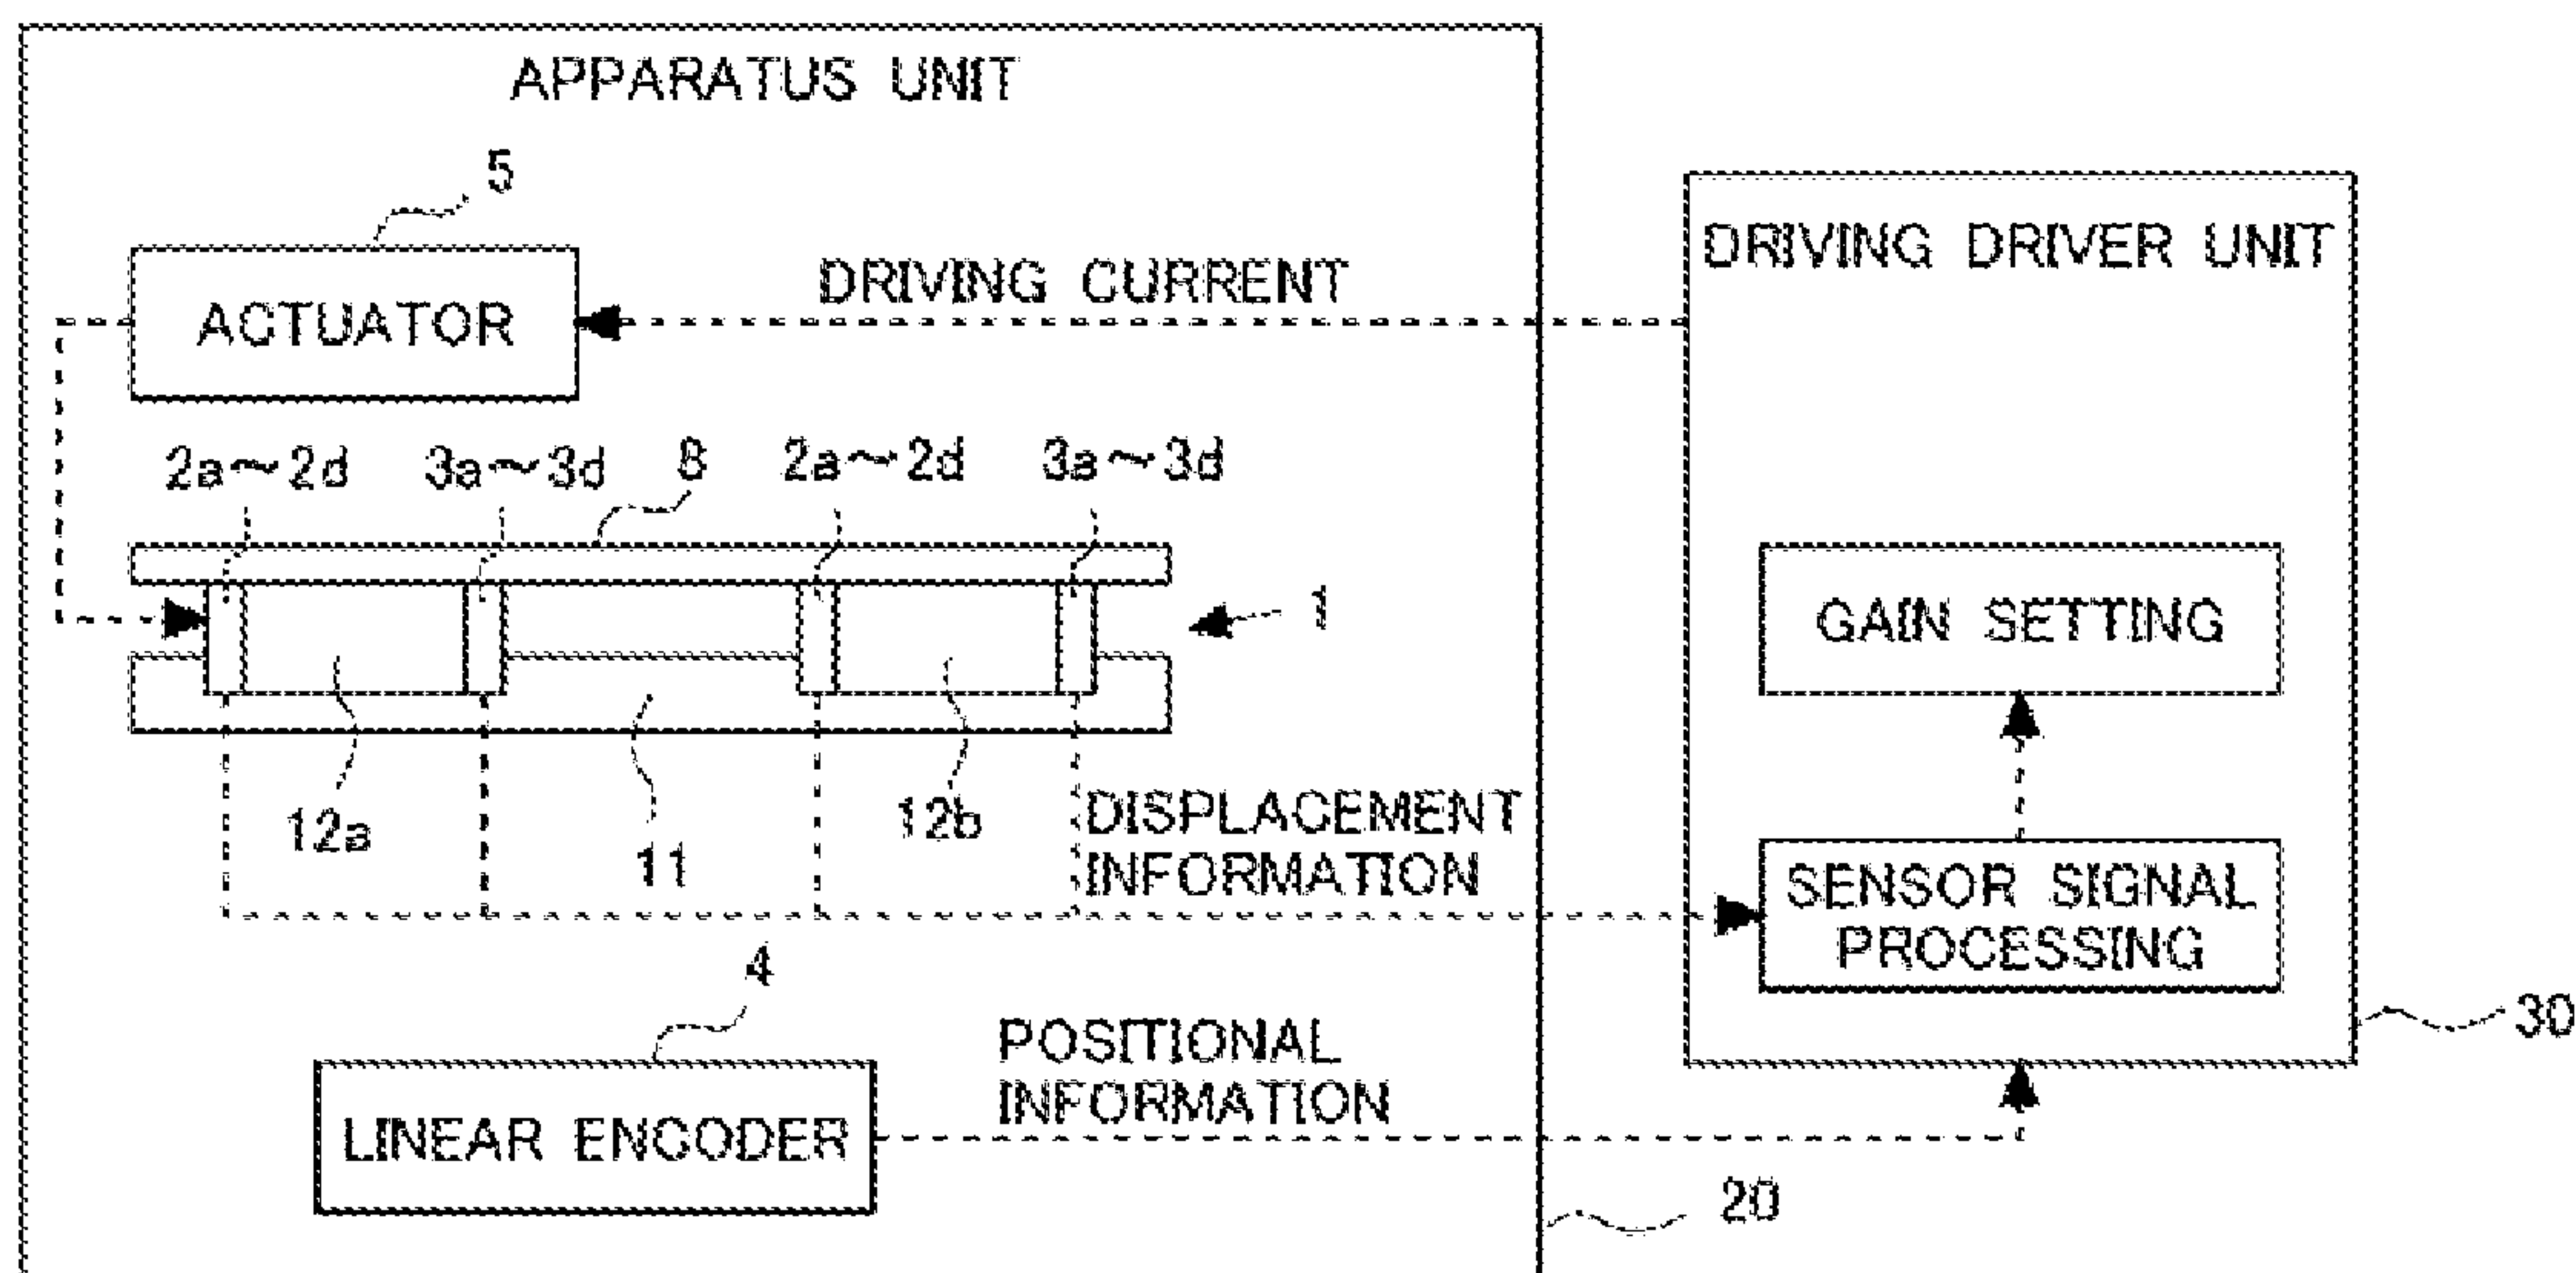 APPARATUS UNIT
5
ACTUATOR
DRIVING CURRENT
DRIVING DRIVER UNIT
2a~2d
3a~3d
8
2a~2d
3a~3d
1
GAIN SETTING
12a
11
12b
DISPLACEMENT
INFORMATION
SENSOR SIGNAL
PROCESSING
4
POSITIONAL
INFORMATION
30
LINEAR ENCODER
20